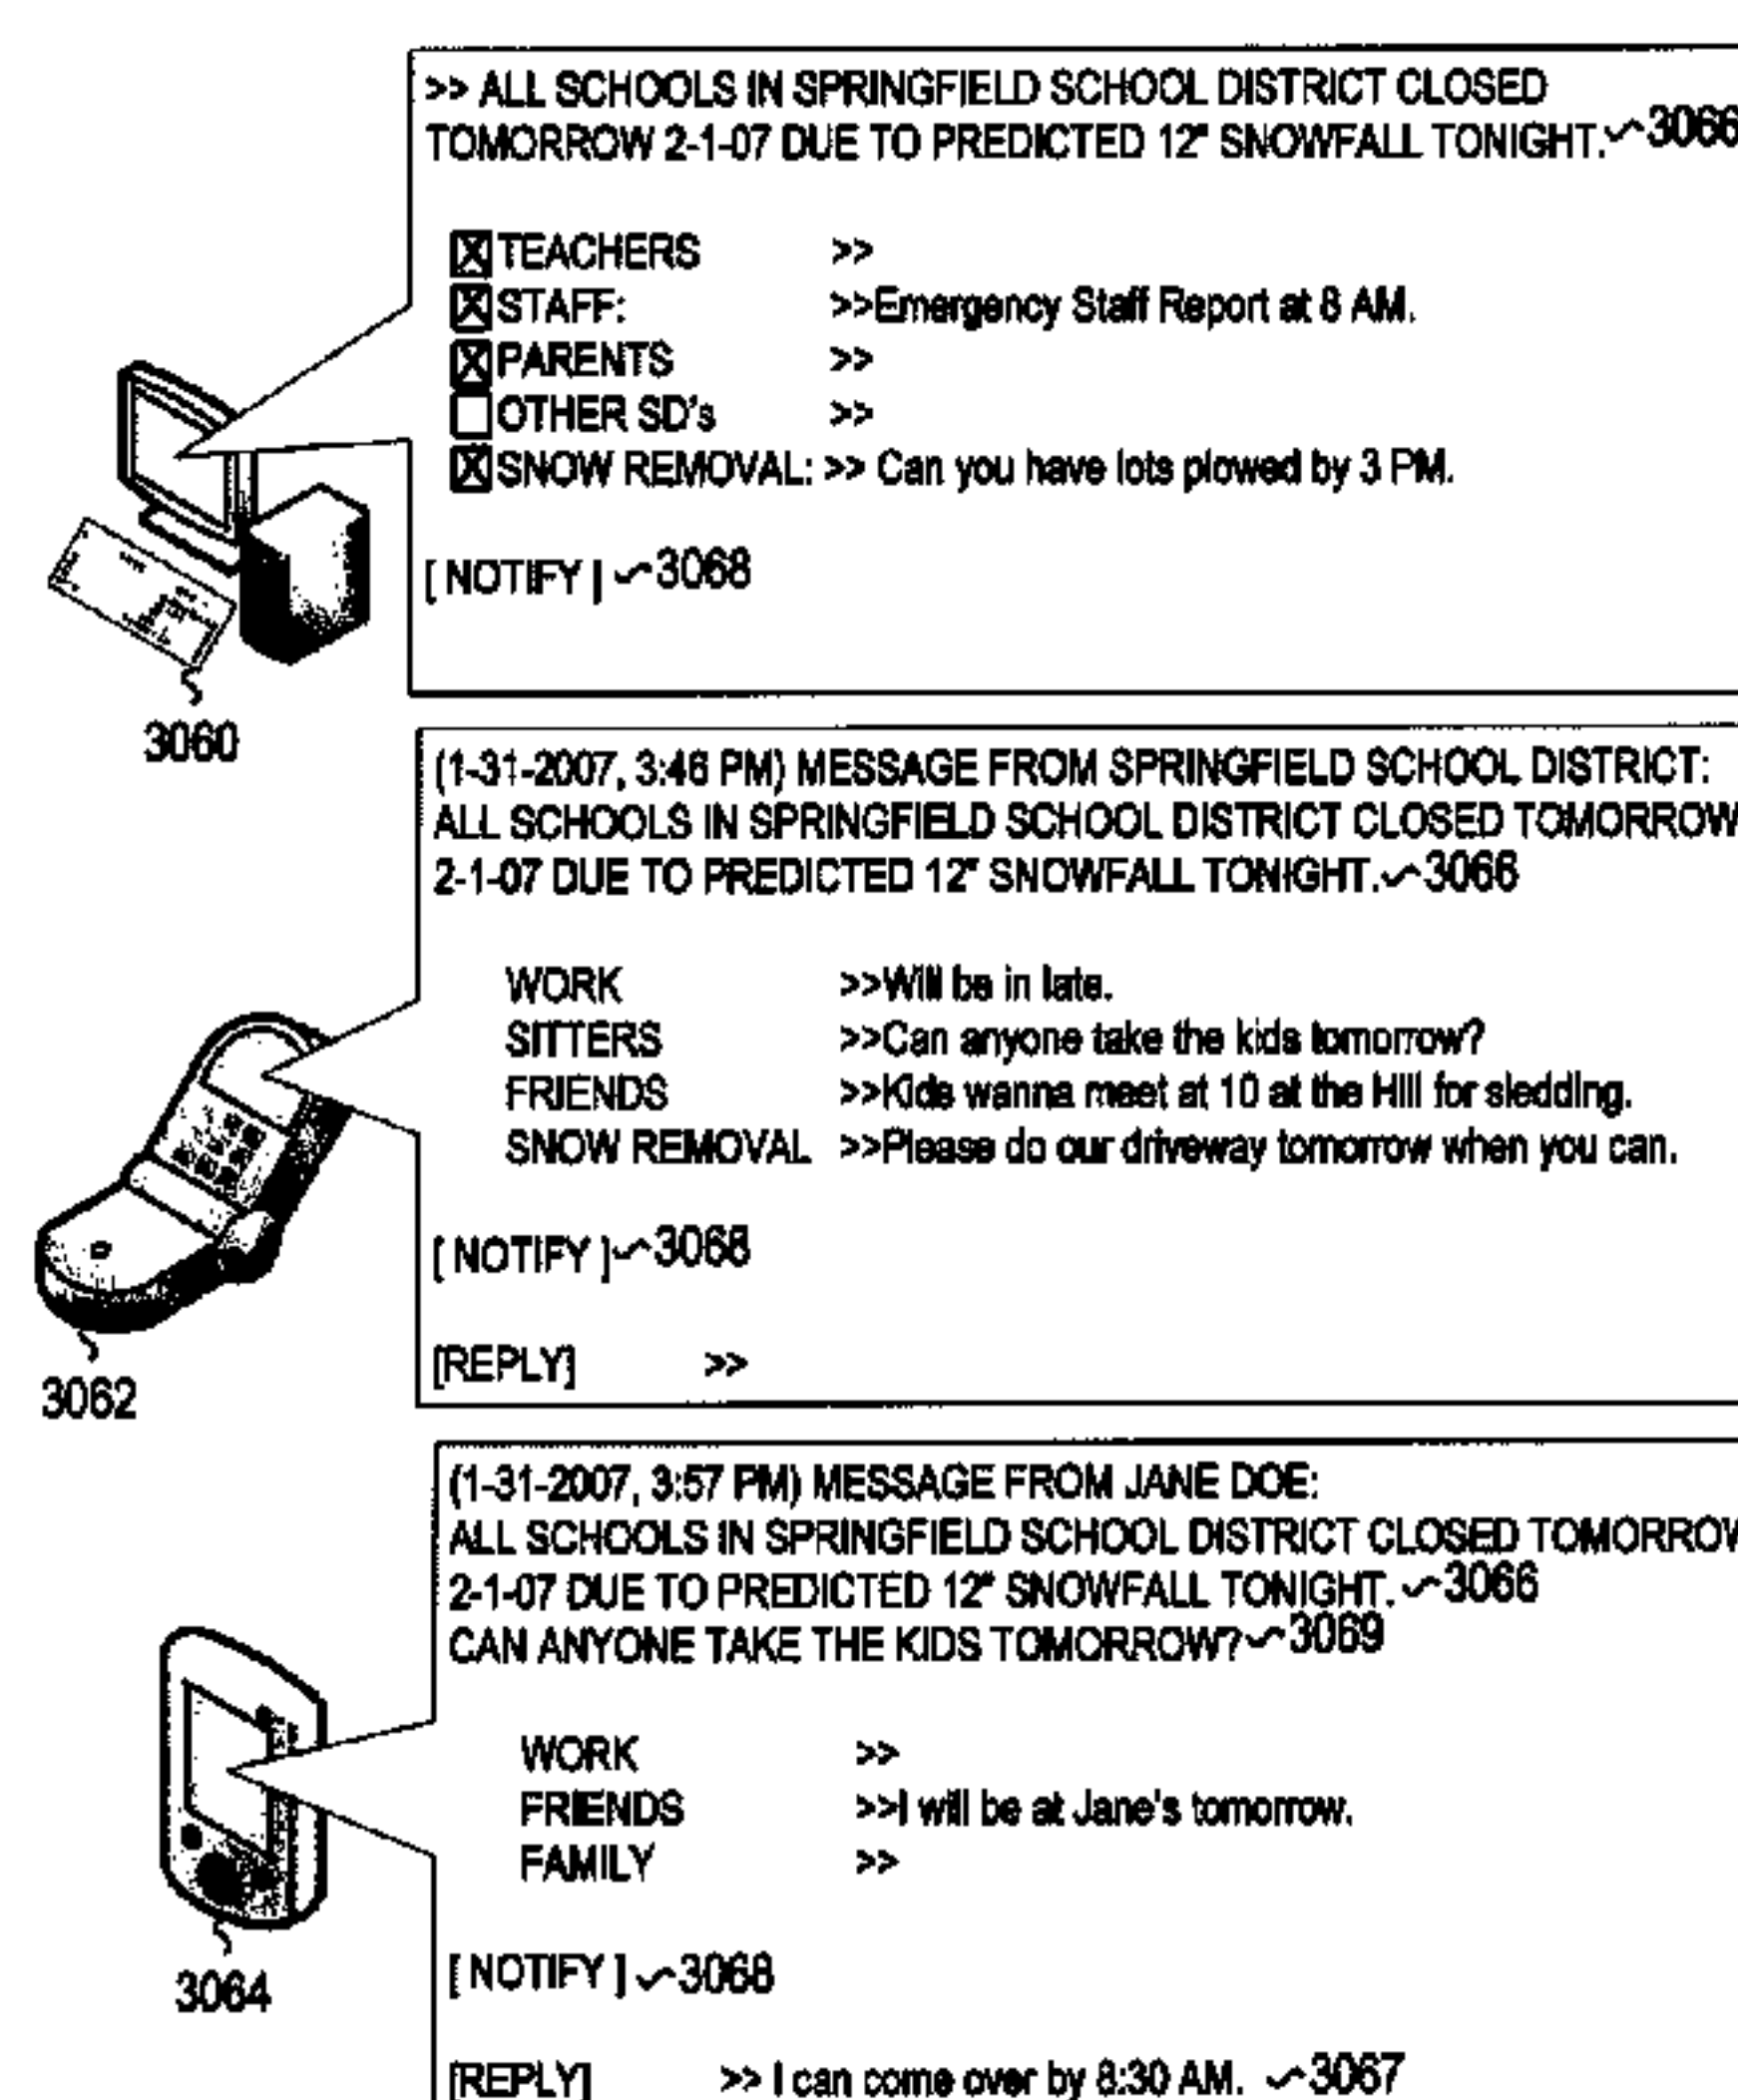 >> ALL SCHOOLS IN SPRINGFIELD SCHOOL DISTRICT CLOSED
TOMORROW 2-1-07 DUE TO PREDICTED 12" SNOWFALL TONIGHT. 3066
[X] TEACHERS >>
[X] STAFF: >>Emergency Staff Report at 8 AM.
[X] PARENTS >>
[ ] OTHER SD's >>
[X] SNOW REMOVAL: >> Can you have lots plowed by 3 PM.
[ NOTIFY ] 3068
3060
(1-31-2007, 3:46 PM) MESSAGE FROM SPRINGFIELD SCHOOL DISTRICT:
ALL SCHOOLS IN SPRINGFIELD SCHOOL DISTRICT CLOSED TOMORROW
2-1-07 DUE TO PREDICTED 12" SNOWFALL TONIGHT. 3066
WORK >>Will be in late.
SITTERS >>Can anyone take the kids tomorrow?
FRIENDS >>Kids wanna meet at 10 at the Hill for sledding.
SNOW REMOVAL >>Please do our driveway tomorrow when you can.
[ NOTIFY ] 3068
[REPLY] >>
3062
(1-31-2007, 3:57 PM) MESSAGE FROM JANE DOE:
ALL SCHOOLS IN SPRINGFIELD SCHOOL DISTRICT CLOSED TOMORROW
2-1-07 DUE TO PREDICTED 12" SNOWFALL TONIGHT. 3066
CAN ANYONE TAKE THE KIDS TOMORROW? 3069
WORK >>
FRIENDS >>I will be at Jane's tomorrow.
FAMILY >>
[ NOTIFY ] 3068
3064
[REPLY] >> I can come over by 8:30 AM. 3067